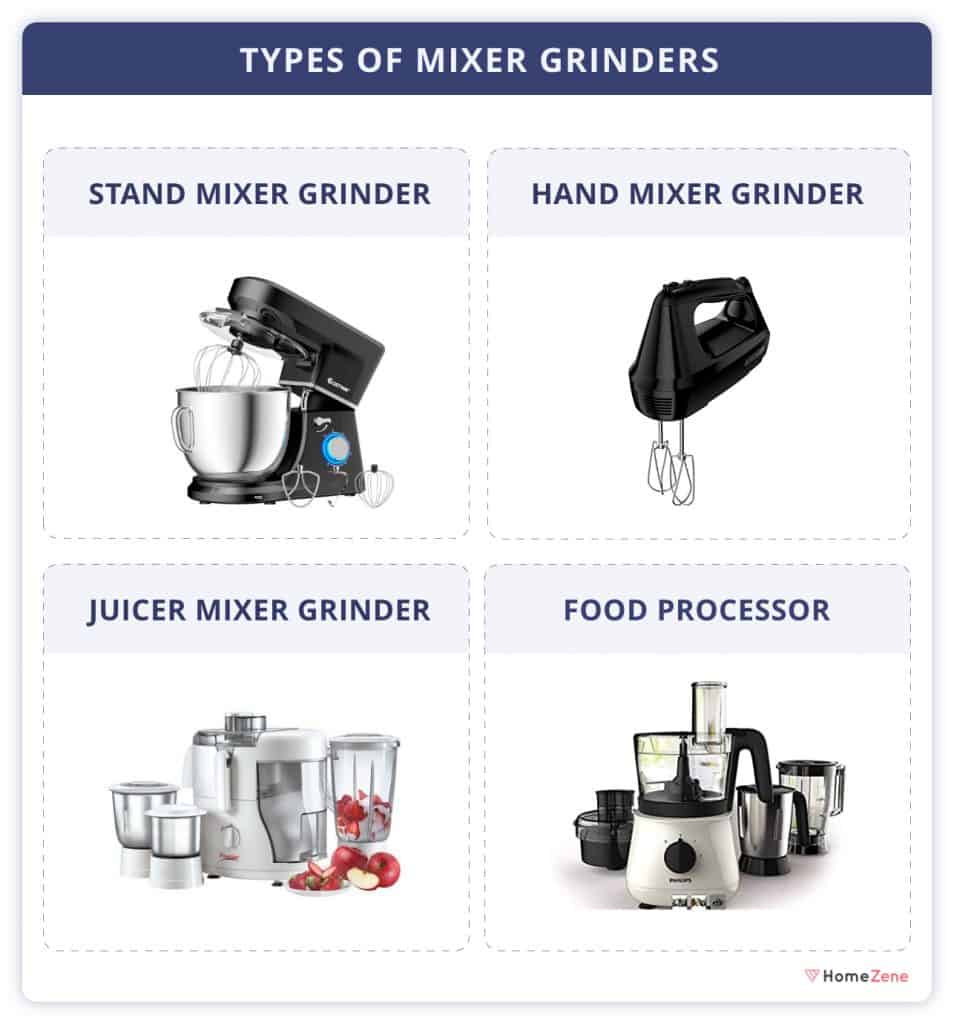 TYPES OF MIXER GRINDERS
STAND MIXER GRINDER
HAND MIXER GRINDER
JUICER MIXER GRINDER
FOOD PROCESSOR
PHILIPS
HomeZene